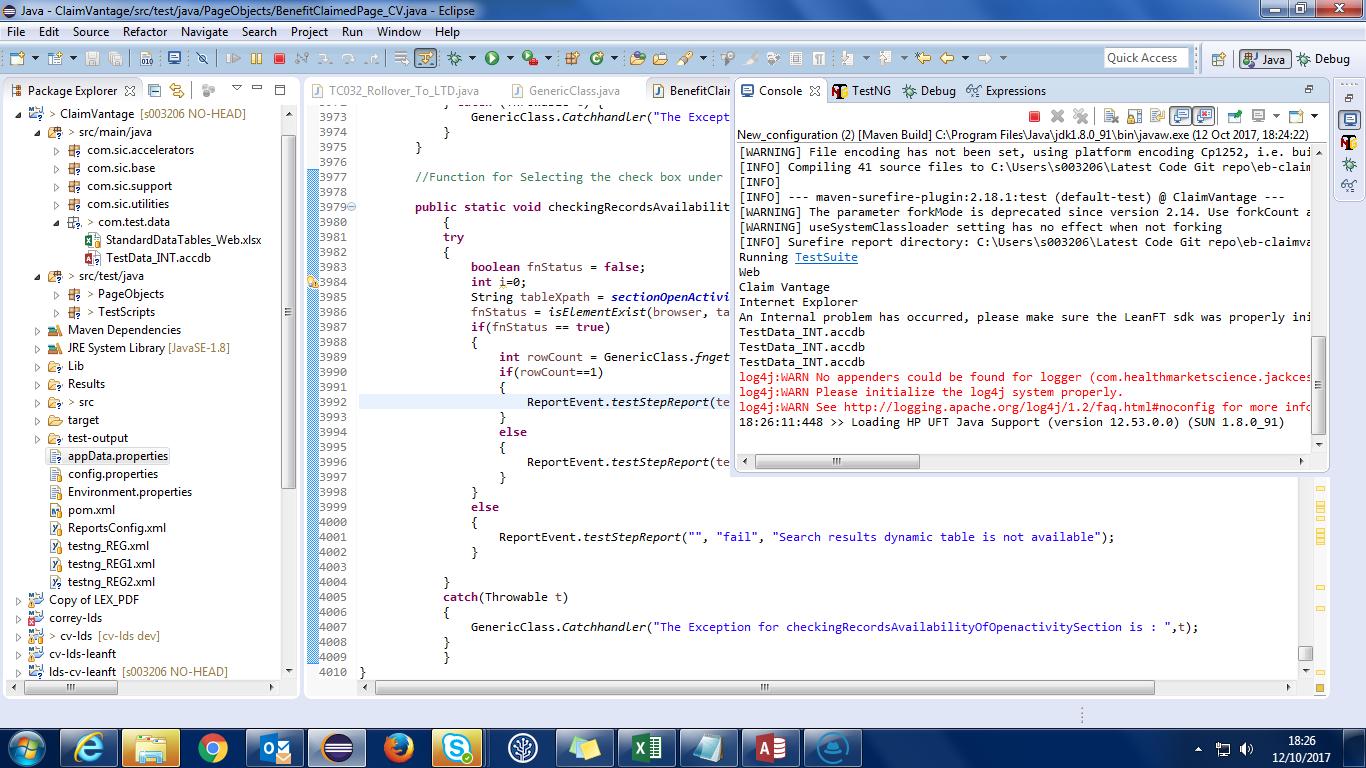 Java - ClaimVantage/src/test/java/PageObjects/BenefitClaimedPage_CV.java - Eclipse
File Edit Source Refactor Navigate Search Project Run Window Help
Quick Access Java Debug
Package Explorer
ClaimVantage [s003206 NO-HEAD]
src/main/java
com.sic.accelerators
com.sic.base
com.sic.support
com.sic.utilities
com.test.data
StandardDataTables_Web.xlsx
TestData_INT.accdb
src/test/java
PageObjects
TestScripts
Maven Dependencies
JRE System Library [JavaSE-1.8]
Lib
Results
src
target
test-output
appData.properties
config.properties
Environment.properties
pom.xml
ReportsConfig.xml
testng_REG.xml
testng_REG1.xml
testng_REG2.xml
Copy of LEX_PDF
correy-lds
cv-lds [cv-lds dev]
cv-lds-leanft
lds-cv-leanft [s003206 NO-HEAD]
TC032_Rollover_To_LTD.java GenericClass.java BenefitClai
3973 GenericClass.Catchhandler("The Except
3974 }
3975 }
3976
3977 //Function for Selecting the check box under
3978
3979 public static void checkingRecordsAvailabilit
3980 {
3981 try
3982 {
3983 boolean fnStatus = false;
3984 int i=0;
3985 String tableXpath = sectionOpenActivi
3986 fnStatus = isElementExist(browser, ta
3987 if(fnStatus == true)
3988 {
3989 int rowCount = GenericClass.fnget
3990 if(rowCount==1)
3991 {
3992 ReportEvent.testStepReport(te
3993 }
3994 else
3995 {
3996 ReportEvent.testStepReport(te
3997 }
3998 }
3999 else
4000 {
4001 ReportEvent.testStepReport("", "fail", "Search results dynamic table is not available");
4002 }
4003
4004 }
4005 catch(Throwable t)
4006 {
4007 GenericClass.Catchhandler("The Exception for checkingRecordsAvailabilityOfOpenactivitySection is : ",t);
4008 }
4009 }
4010 }
Console TestNG Debug Expressions
New_configuration (2) [Maven Build] C:\Program Files\Java\jdk1.8.0_91\bin\javaw.exe (12 Oct 2017, 18:24:22)
[WARNING] File encoding has not been set, using platform encoding Cp1252, i.e. bui
[INFO] Compiling 41 source files to C:\Users\s003206\Latest Code Git repo\eb-claim
[INFO]
[INFO] --- maven-surefire-plugin:2.18.1:test (default-test) @ ClaimVantage ---
[WARNING] The parameter forkMode is deprecated since version 2.14. Use forkCount a
[WARNING] useSystemClassloader setting has no effect when not forking
[INFO] Surefire report directory: C:\Users\s003206\Latest Code Git repo\eb-claimva
Running TestSuite
Web
Claim Vantage
Internet Explorer
An Internal problem has occurred, please make sure the LeanFT sdk was properly ini
TestData_INT.accdb
TestData_INT.accdb
TestData_INT.accdb
log4j:WARN No appenders could be found for logger (com.healthmarketscience.jackces
log4j:WARN Please initialize the log4j system properly.
log4j:WARN See http://logging.apache.org/log4j/1.2/faq.html#noconfig for more info
18:26:11:448 >> Loading HP UFT Java Support (version 12.53.0.0) (SUN 1.8.0_91)
18:26
12/10/2017